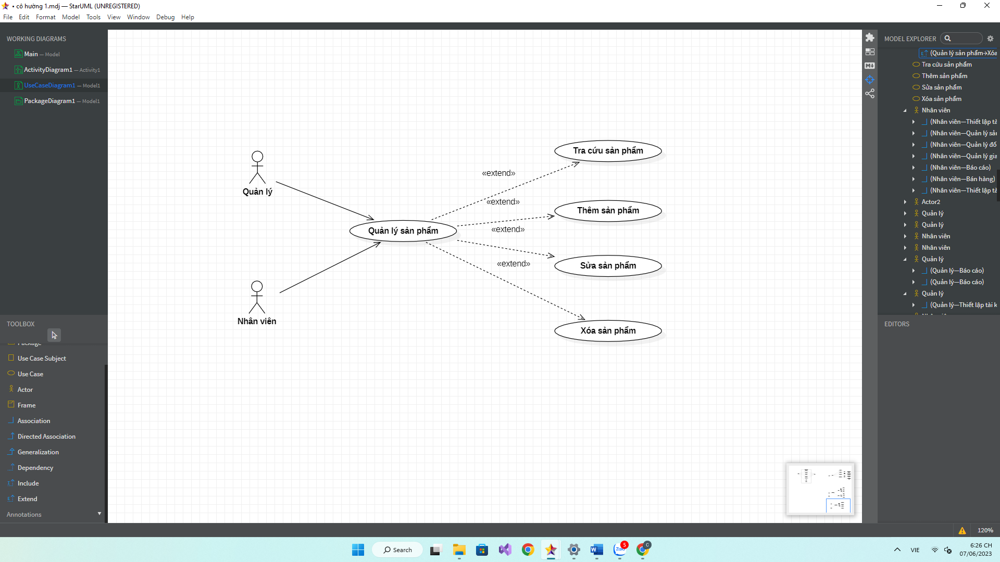 • cô hường 1.mdj — StarUML (UNREGISTERED)
File Edit Format Model Tools View Window Debug Help
WORKING DIAGRAMS
Main — Model
ActivityDiagram1 — Activity1
UseCaseDiagram1 — Model1
PackageDiagram1 — Model1
TOOLBOX
Package
Use Case Subject
Use Case
Actor
Frame
Association
Directed Association
Generalization
Dependency
Include
Extend
Annotations
Quản lý
Nhân viên
Quản lý sản phẩm
«extend»
«extend»
«extend»
«extend»
Tra cứu sản phẩm
Thêm sản phẩm
Sửa sản phẩm
Xóa sản phẩm
MODEL EXPLORER
(Quản lý sản phẩm→Xóa
Tra cứu sản phẩm
Thêm sản phẩm
Sửa sản phẩm
Xóa sản phẩm
Nhân viên
(Nhân viên—Thiết lập tà
(Nhân viên—Quản lý sản
(Nhân viên—Quản lý đố
(Nhân viên—Quản lý gia
(Nhân viên—Báo cáo)
(Nhân viên—Bán hàng)
(Nhân viên—Thiết lập tà
Actor2
Quản lý
Quản lý
Nhân viên
Nhân viên
Quản lý
(Quản lý—Báo cáo)
(Quản lý—Báo cáo)
Quản lý
(Quản lý—Thiết lập tài k
EDITORS
120%
Search
Zalo
5
C
VIE
6:26 CH
07/06/2023